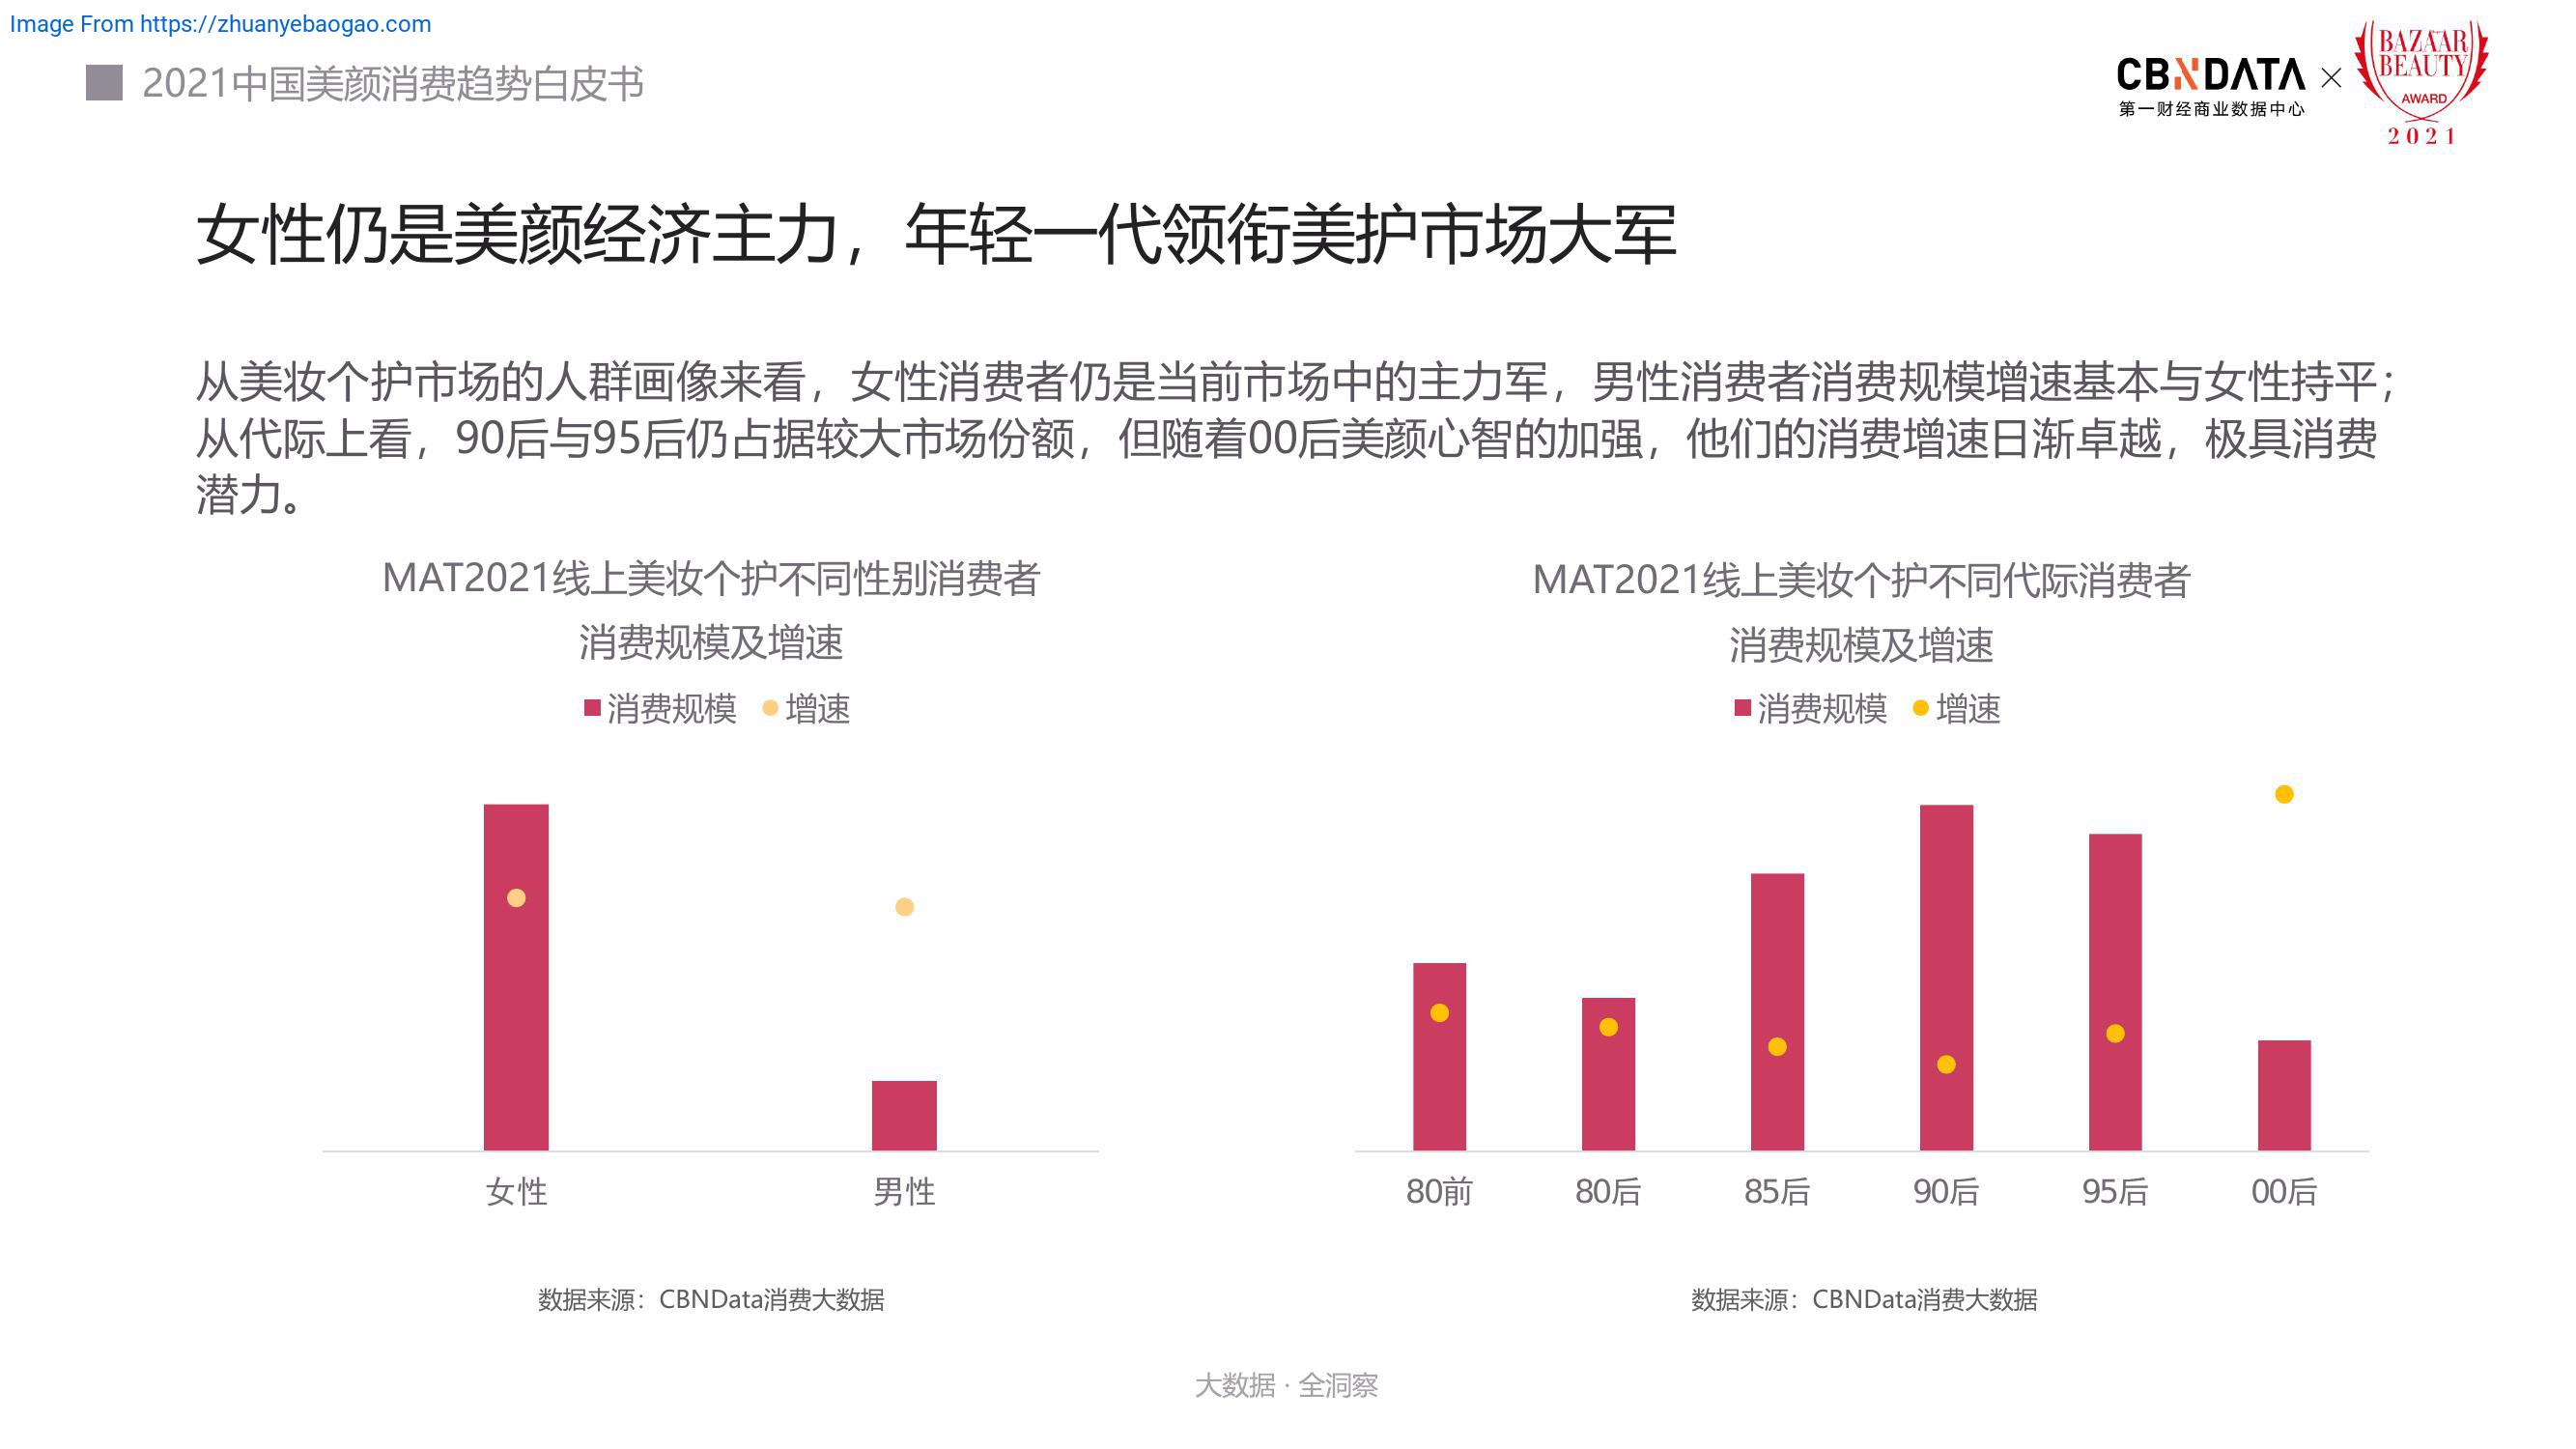 Image From https://zhuanyebaogao.com
2021中国美颜消费趋势白皮书
CBNDATA
第一财经商业数据中心
×
BAZAAR
BEAUTY
AWARD
2021
女性仍是美颜经济主力，年轻一代领衔美护市场大军
从美妆个护市场的人群画像来看，女性消费者仍是当前市场中的主力军，男性消费者消费规模增速基本与女性持平；
从代际上看，90后与95后仍占据较大市场份额，但随着00后美颜心智的加强，他们的消费增速日渐卓越，极具消费
潜力。
MAT2021线上美妆个护不同性别消费者
消费规模及增速
消费规模 增速
女性 男性
数据来源：CBNData消费大数据
MAT2021线上美妆个护不同代际消费者
消费规模及增速
消费规模 增速
80前 80后 85后 90后 95后 00后
数据来源：CBNData消费大数据
大数据 · 全洞察